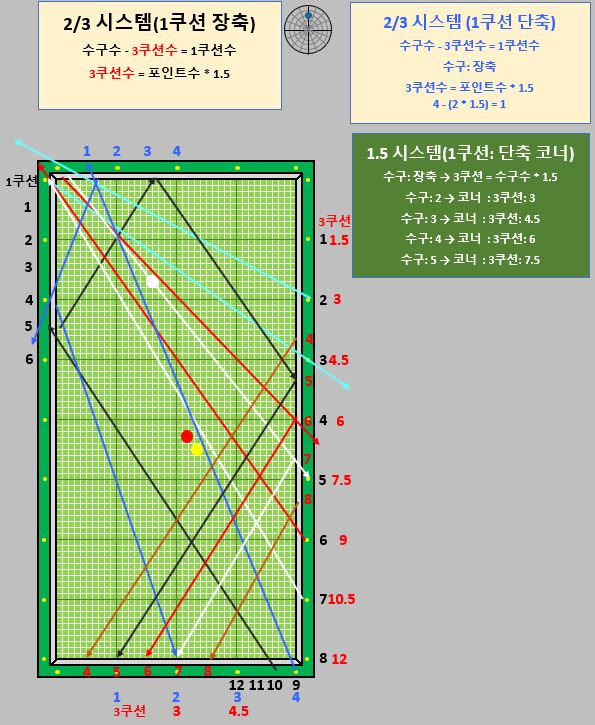 2/3 시스템(1쿠션 장축)
수구수 - 3쿠션수 = 1쿠션수
3쿠션수 = 포인트수 * 1.5
2/3 시스템 (1쿠션 단축)
수구수 - 3쿠션수 = 1쿠션수
수구: 장축
3쿠션수 = 포인트수 * 1.5
4 - (2 * 1.5) = 1
1.5 시스템(1쿠션: 단축 코너)
수구: 장축 → 3쿠션 = 수구수 * 1.5
수구: 2 → 코너 : 3쿠션: 3
수구: 3 → 코너 : 3쿠션: 4.5
수구: 4 → 코너 : 3쿠션: 6
수구: 5 → 코너 : 3쿠션: 7.5
1 2 3 4
1쿠션
1
2
3
4
5
6
3쿠션
1 1.5
2 3
4
3 4.5
5
6 4 6
7
5 7.5
8
6 9
7 10.5
8 12
4 5 6 7 8
12 11 10 9
1 2 3 4
3쿠션 3 4.5